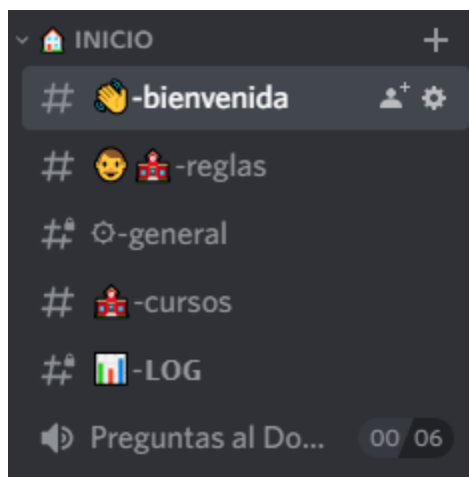 🏠 INICIO
# 👋-bienvenida
# 👨🏫-reglas
# ⚙-general
# 🏫-cursos
# 📊-LOG
Preguntas al Do... 00 06